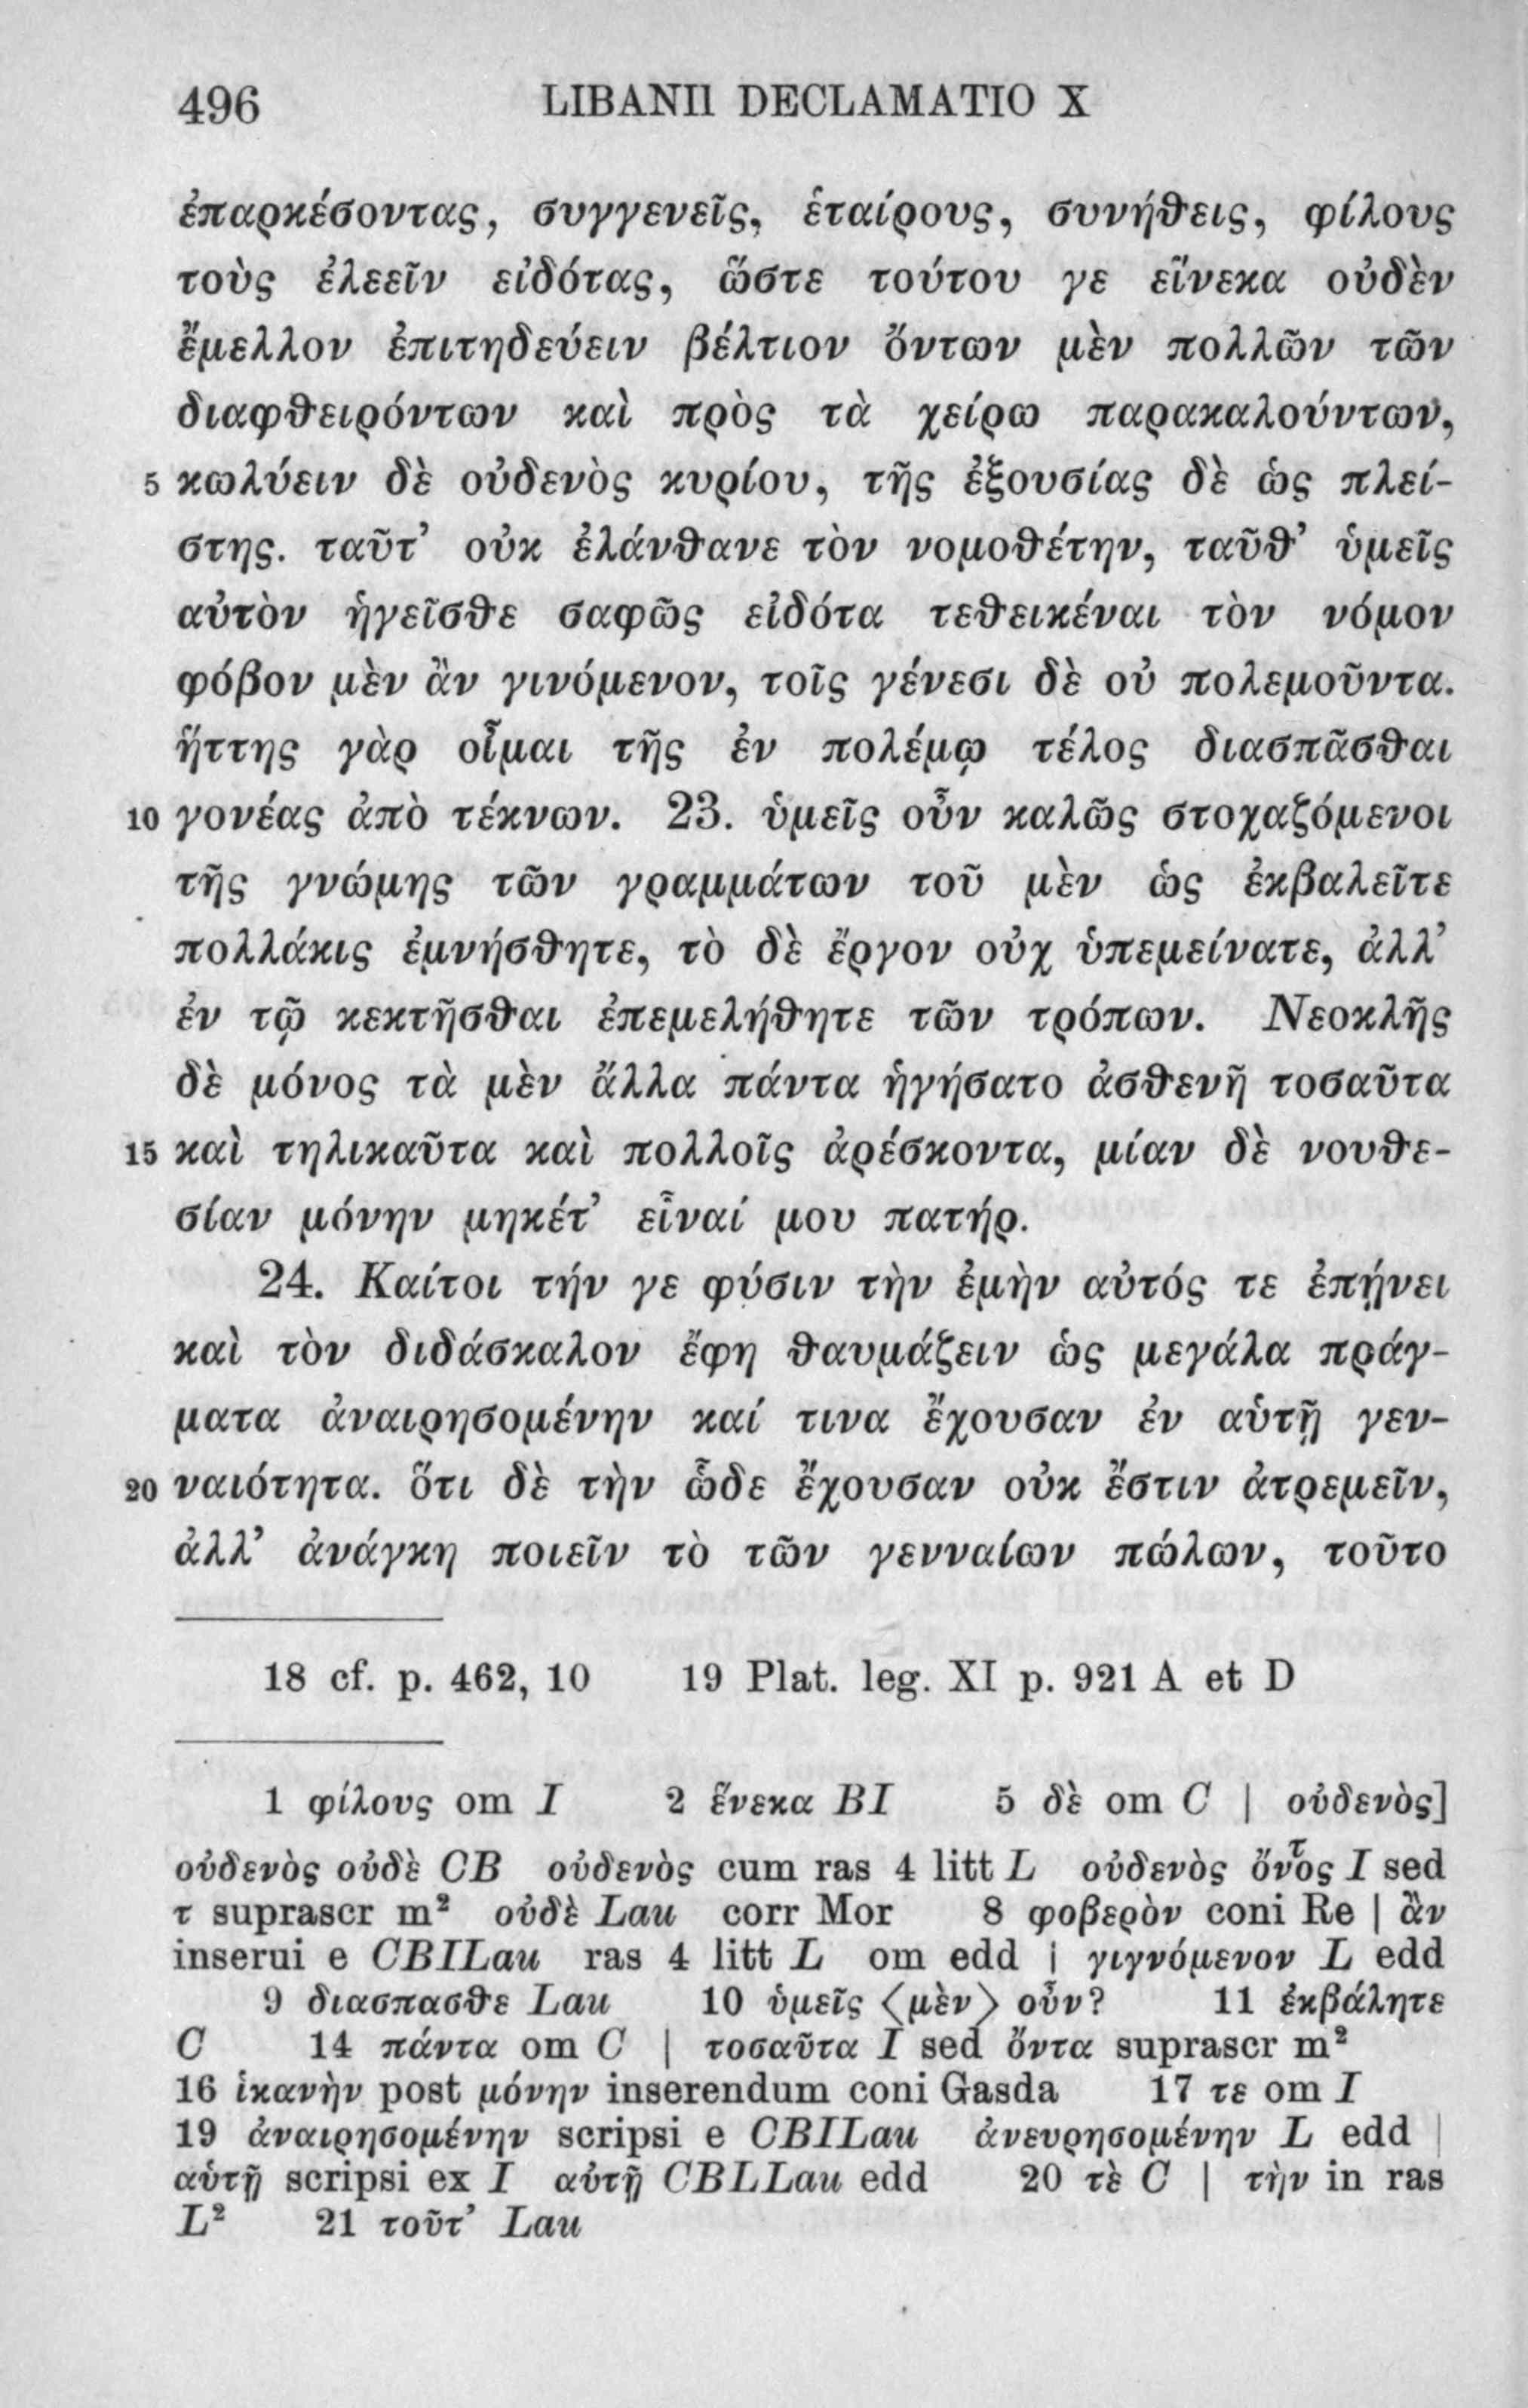 496 LIBANII DECLAMATIO X
ἐπαρκέσοντας, συγγενεῖς, ἑταίρους, συνήθεις, φίλους
τοὺς ἐλεεῖν εἰδότας, ὥστε τούτου γε εἵνεκα οὐδὲν
ἔμελλον ἐπιτηδεύειν βέλτιον ὄντων μὲν πολλῶν τῶν
διαφθειρόντων καὶ πρὸς τὰ χείρω παρακαλούντων,
5 κωλύειν δὲ οὐδενὸς κυρίου, τῆς ἐξουσίας δὲ ὡς πλεί-
στης. ταῦτ’ οὐκ ἐλάνθανε τὸν νομοθέτην, ταῦθ’ ὑμεῖς
αὐτὸν ἡγεῖσθε σαφῶς εἰδότα τεθεικέναι τὸν νόμον
φόβον μὲν ἂν γινόμενον, τοῖς γένεσι δὲ οὐ πολεμοῦντα.
ἥττης γὰρ οἶμαι τῆς ἐν πολέμῳ τέλος διασπᾶσθαι
10 γονέας ἀπὸ τέκνων. 23. ὑμεῖς οὖν καλῶς στοχαζόμενοι
τῆς γνώμης τῶν γραμμάτων τοῦ μὲν ὡς ἐκβαλεῖτε
πολλάκις ἐμνήσθητε, τὸ δὲ ἔργον οὐχ ὑπεμείνατε, ἀλλ’
ἐν τῷ κεκτῆσθαι ἐπεμελήθητε τῶν τρόπων. Νεοκλῆς
δὲ μόνος τὰ μὲν ἄλλα πάντα ἡγήσατο ἀσθενῆ τοσαῦτα
15 καὶ τηλικαῦτα καὶ πολλοῖς ἀρέσκοντα, μίαν δὲ νουθε-
σίαν μόνην μηκέτ’ εἶναί μου πατήρ.
24. Καίτοι τήν γε φύσιν τὴν ἐμὴν αὐτός τε ἐπῄνει
καὶ τὸν διδάσκαλον ἔφη θαυμάζειν ὡς μεγάλα πράγ-
ματα ἀναιρησομένην καί τινα ἔχουσαν ἐν αὑτῇ γεν-
20 ναιότητα. ὅτι δὲ τὴν ὧδε ἔχουσαν οὐκ ἔστιν ἀτρεμεῖν,
ἀλλ’ ἀνάγκη ποιεῖν τὸ τῶν γενναίων πώλων, τοῦτο
18 cf. p. 462, 10 19 Plat. leg. XI p. 921 A et D
1 φίλους om I 2 ἕνεκα BI 5 δὲ om C | οὐδενὸς]
οὐδενὸς οὐδὲ CB οὐδενὸς cum ras 4 litt L οὐδενὸς ὄντος I sed
τ suprascr m² οὐδὲ Lau corr Mor 8 φοβερὸν coni Re | ἂν
inserui e CBILau ras 4 litt L om edd | γιγνόμενον L edd
9 διασπασθε Lau 10 ὑμεῖς ⟨μὲν⟩ οὖν? 11 ἐκβάλητε
C 14 πάντα om C | τοσαῦτα I sed ὄντα suprascr m²
16 ἱκανὴν post μόνην inserendum coni Gasda 17 τε om I
19 ἀναιρησομένην scripsi e CBILau ἀνευρησομένην L edd |
αὑτῇ scripsi ex I αὐτῇ CBLLau edd 20 τὲ C | τὴν in ras
L² 21 τοῦτ’ Lau